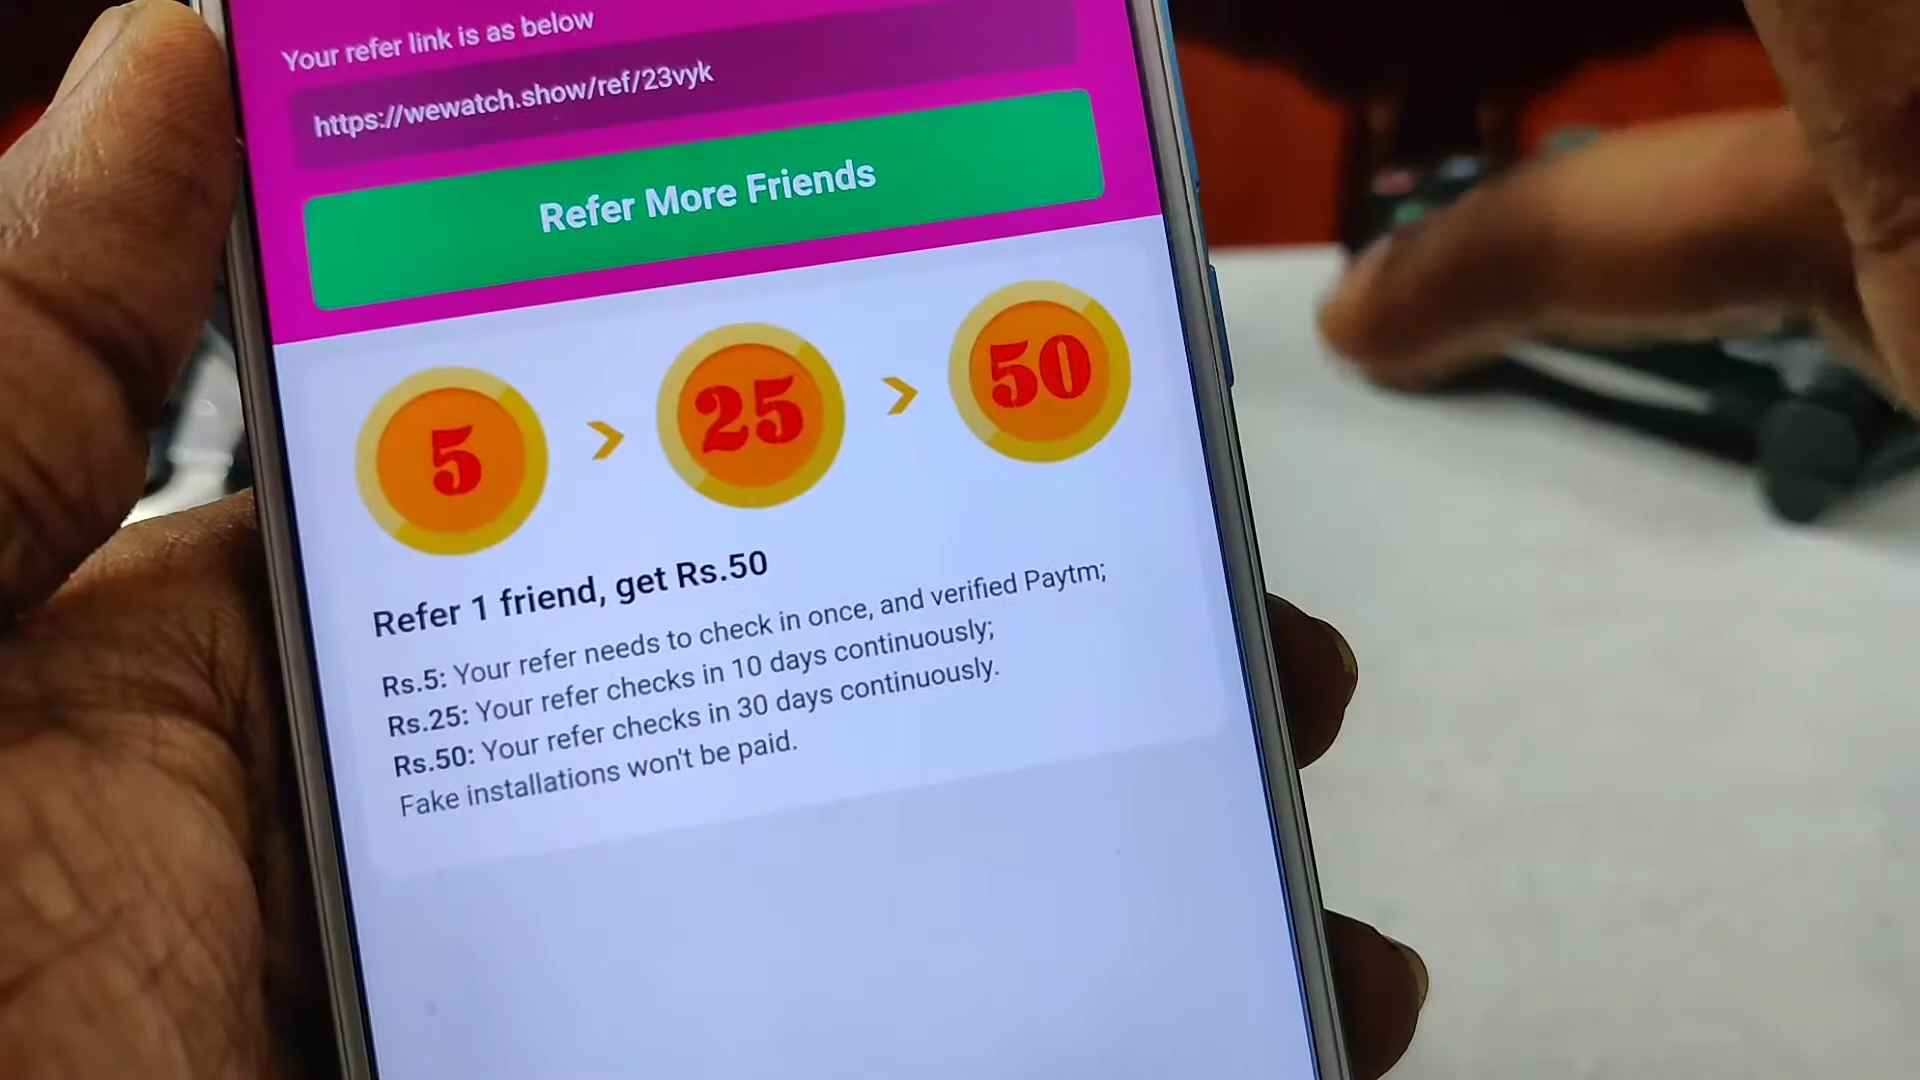 Your refer link is as below
https://wewatch.show/ref/23vyk
Refer More Friends
5 > 25 > 50
Refer 1 friend, get Rs.50
Rs.5: Your refer needs to check in once, and verified Paytm;
Rs.25: Your refer checks in 10 days continuously;
Rs.50: Your refer checks in 30 days continuously.
Fake installations won't be paid.